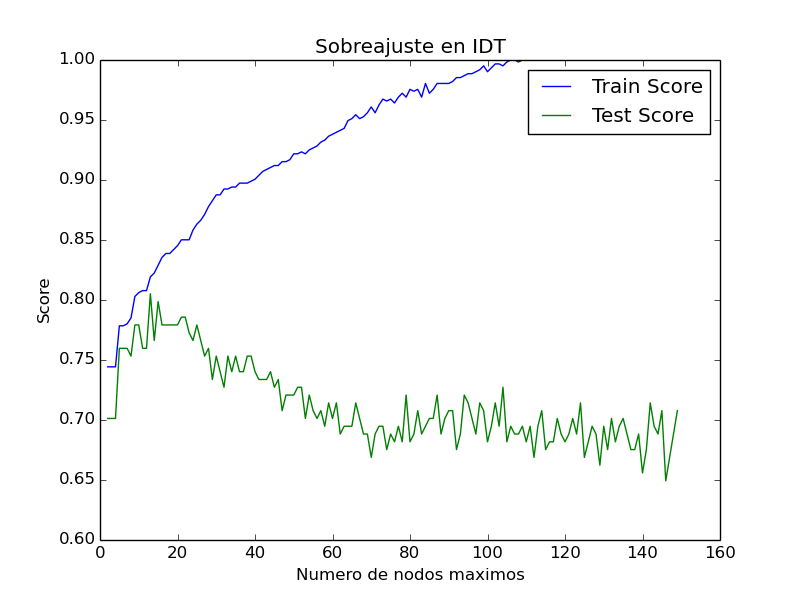 Sobreajuste en IDT
Train Score
Test Score
Score
1.00
0.95
0.90
0.85
0.80
0.75
0.70
0.65
0.60
0 20 40 60 80 100 120 140 160
Numero de nodos maximos